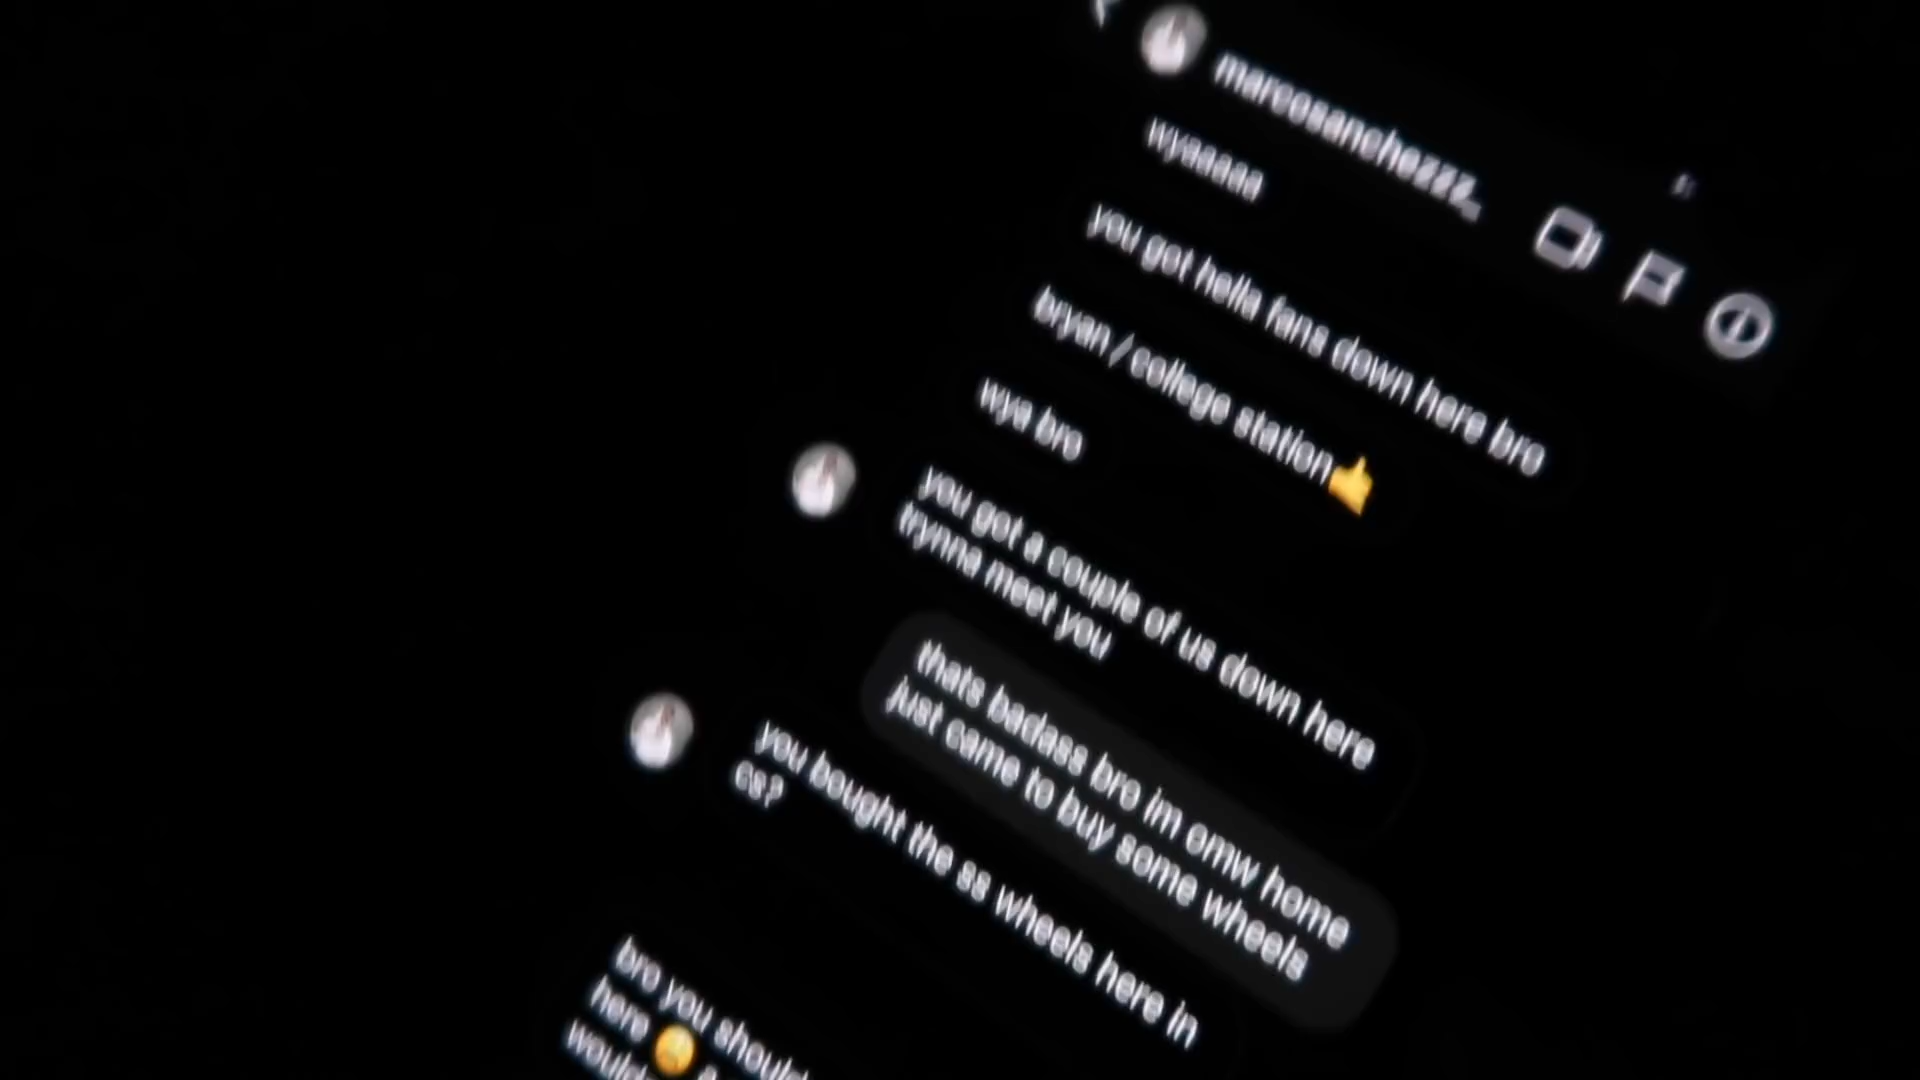 marcosanchezzz_
wyaaaaa
you got hella fans down here bro
bryan / college station👍
wya bro
you got a couple of us down here
trynna meet you
thats badass bro im omw home
just came to buy some wheels
you bought the ss wheels here in
cs?
bro you should
here